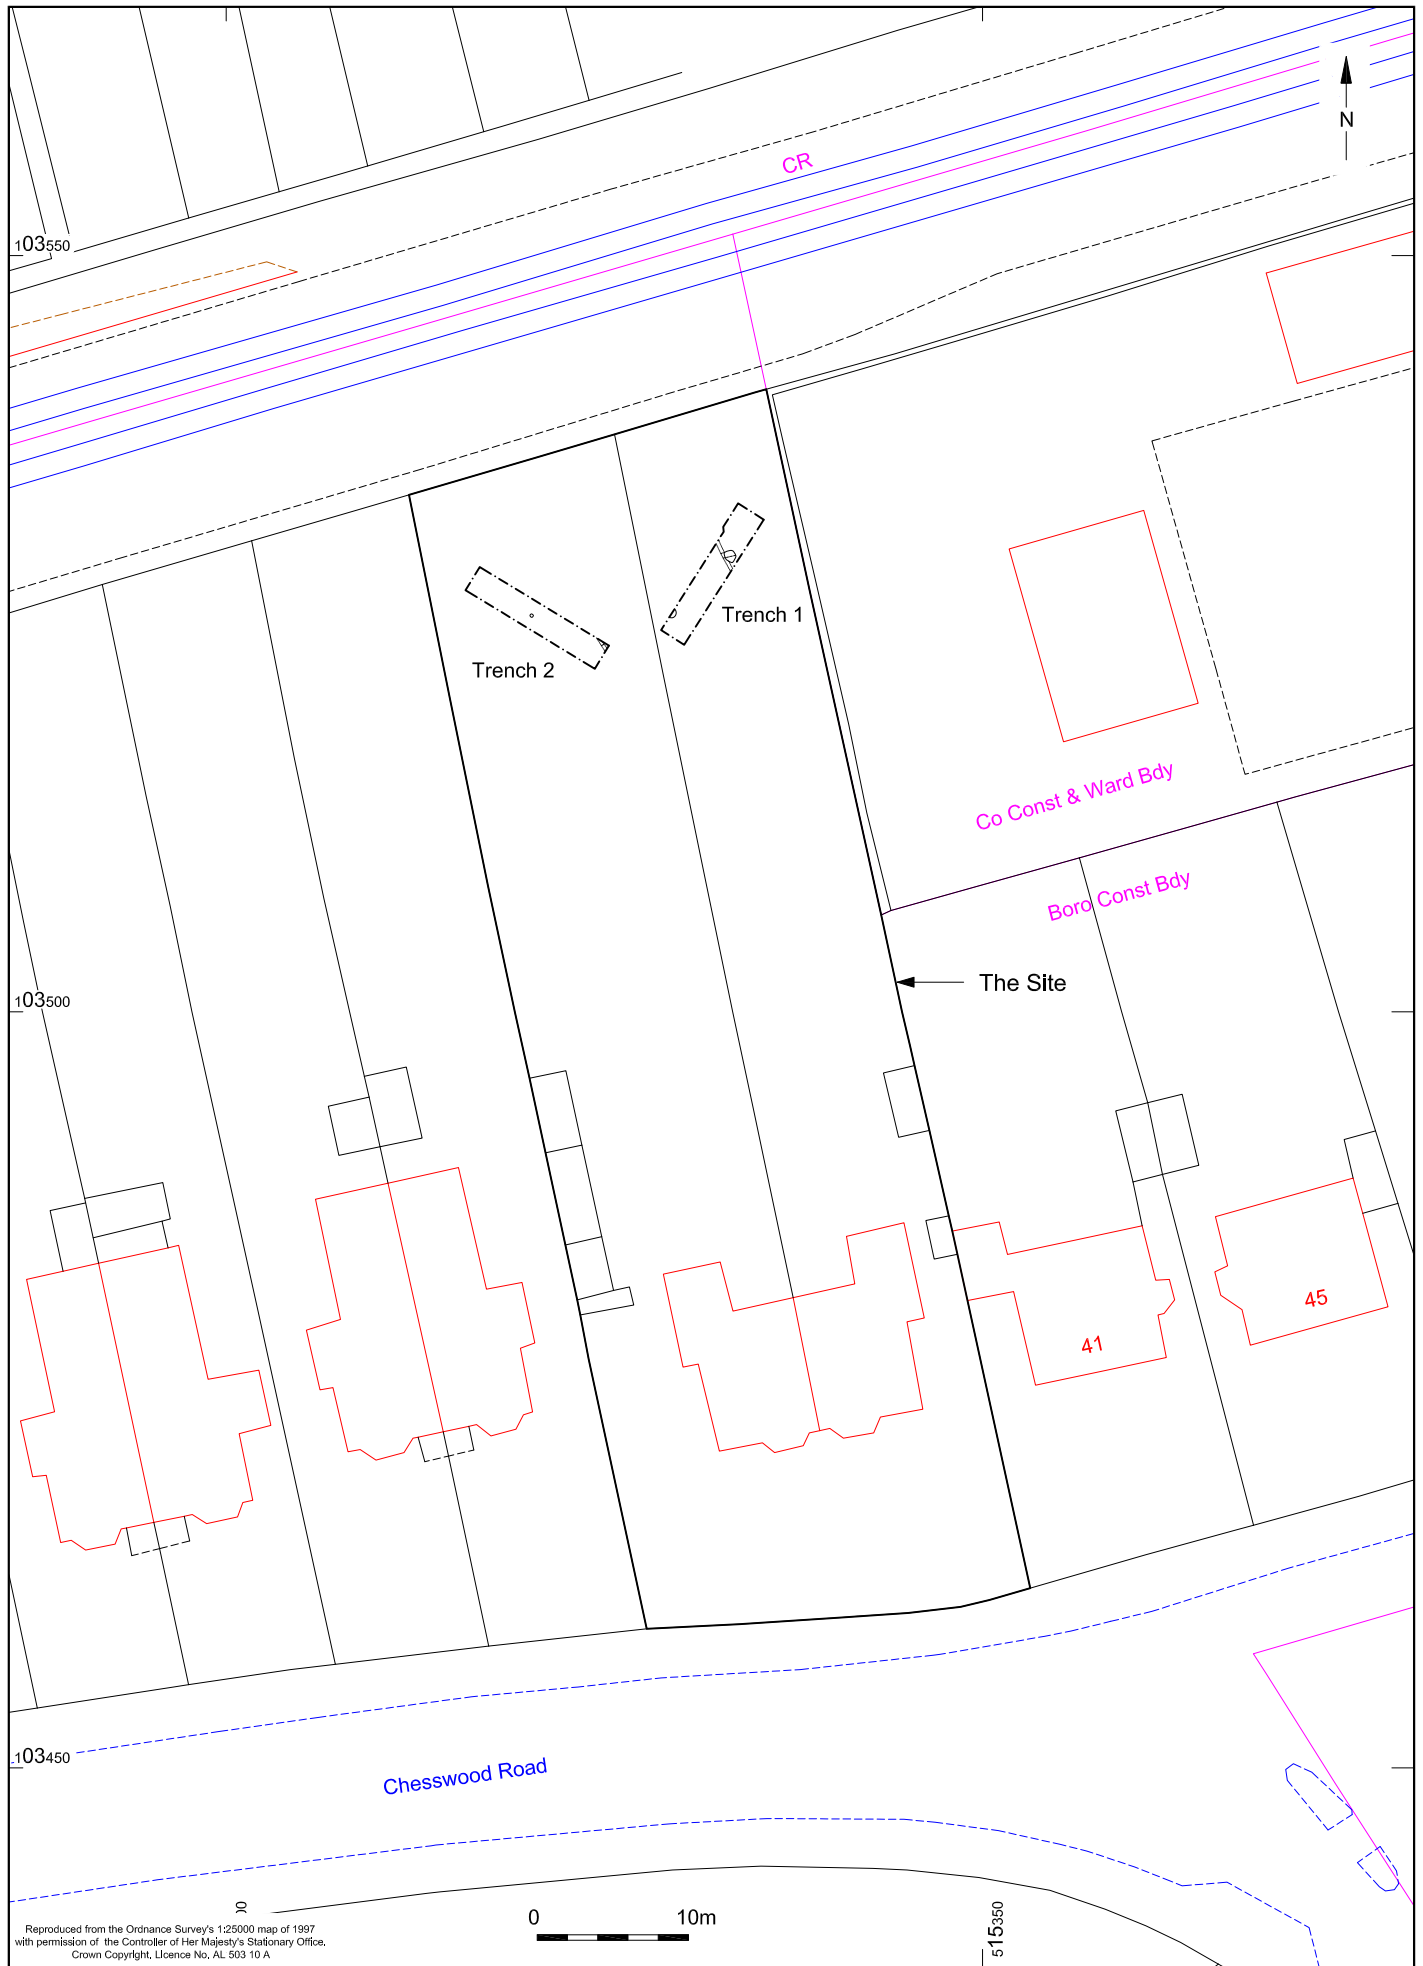 CR
N
103550
Trench 1
Trench 2
Co Const & Ward Bdy
Boro Const Bdy
The Site
103500
45
41
103450
Chesswood Road
0 10m
00
515350
Reproduced from the Ordnance Survey's 1:25000 map of 1997
with permission of the Controller of Her Majesty's Stationary Office.
Crown Copyright, Licence No. AL 503 10 A